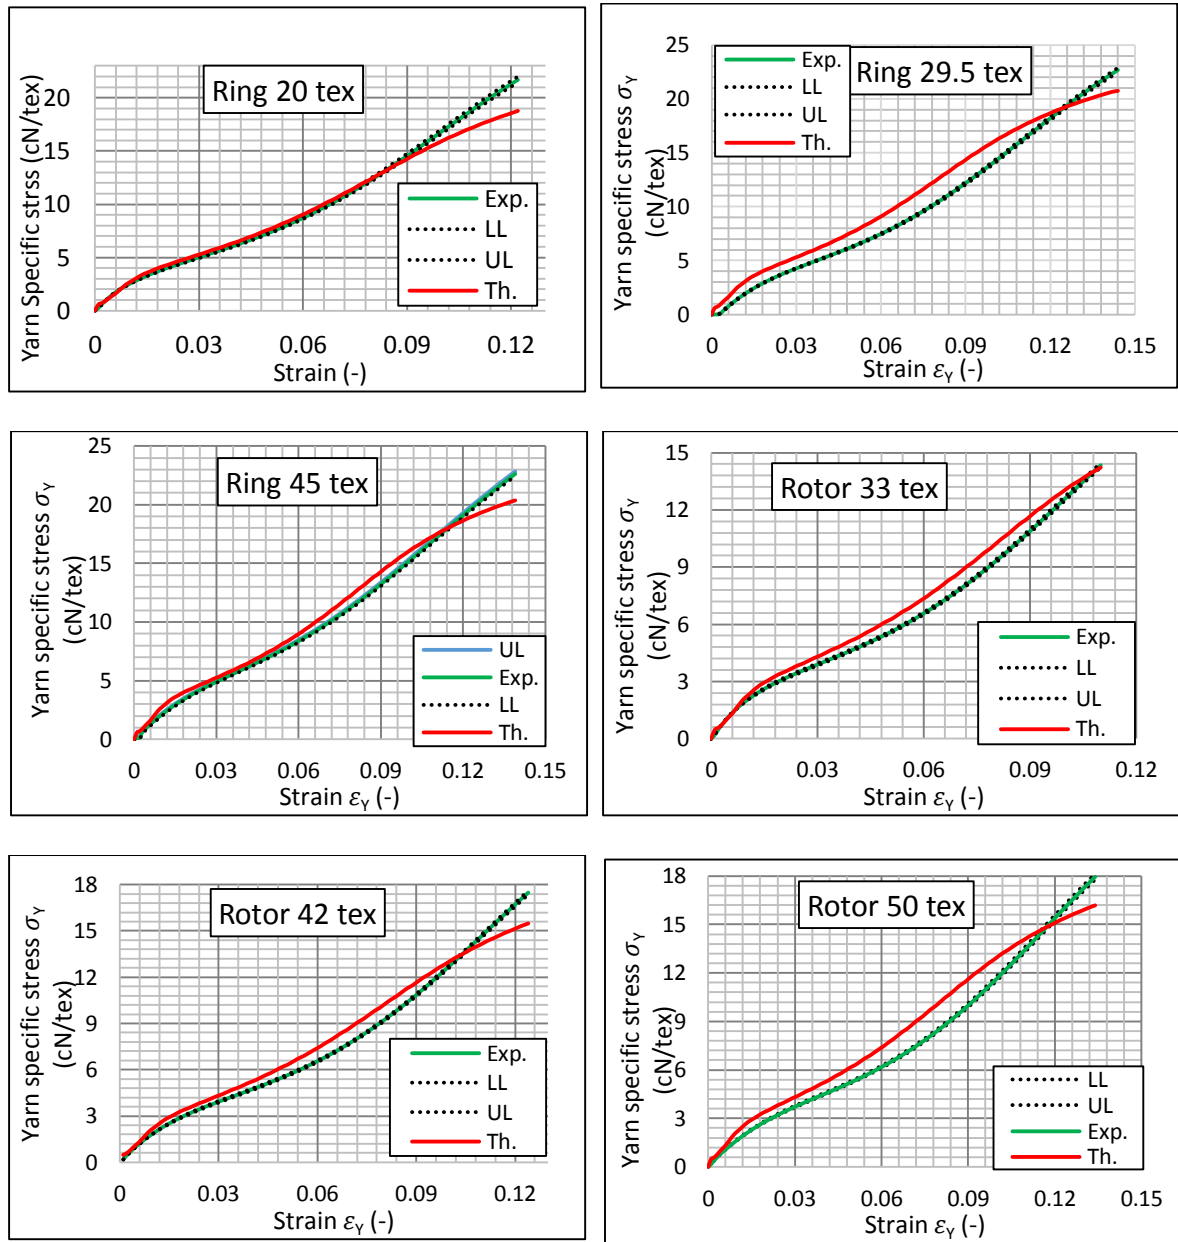 Ring 20 tex
Yarn Specific strss (cN/tex)
20
15
10
5
0
Exp.
LL
UL
Th.
0 0.03 0.06 0.09 0.12
Strain (-)
Ring 29.5 tex
Yarn specific stress σY
(cN/tex)
25
20
15
10
5
0
Exp.
LL
UL
Th.
0 0.03 0.06 0.09 0.12 0.15
Strain εY (-)
Ring 45 tex
Yarn specific stress σY
(cN/tex)
25
20
15
10
5
0
UL
Exp.
LL
Th.
0 0.03 0.06 0.09 0.12 0.15
Strain εY (-)
Rotor 33 tex
Yarn specific stress σY
(cN/tex)
15
12
9
6
3
0
Exp.
LL
UL
Th.
0 0.03 0.06 0.09 0.12
Strain εY (-)
Rotor 42 tex
Yarn specific stress σY
(cN/tex)
18
15
12
9
6
3
0
Exp.
LL
UL
Th.
0 0.03 0.06 0.09 0.12
Strain εY (-)
Rotor 50 tex
Yarn specific stress σY
(cN/tex)
18
15
12
9
6
3
0
LL
UL
Exp.
Th.
0 0.03 0.06 0.09 0.12 0.15
Strain εY (-)